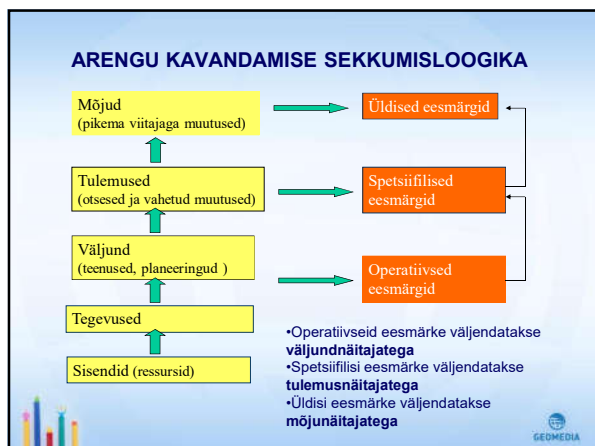 ARENGU KAVANDAMISE SEKKUMISLOOGIKA
Mõjud
(pikema viitajaga muutused)
Üldised eesmärgid
Tulemused
(otsesed ja vahetud muutused)
Spetsiifilised
eesmärgid
Väljund
(teenused, planeeringud )
Operatiivsed
eesmärgid
Tegevused
Sisendid (ressursid)
•Operatiivseid eesmärke väljendatakse
väljundnäitajatega
•Spetsiifilisi eesmärke väljendatakse
tulemusnäitajatega
•Üldisi eesmärke väljendatakse
mõjunäitajatega
GEOMEDIA